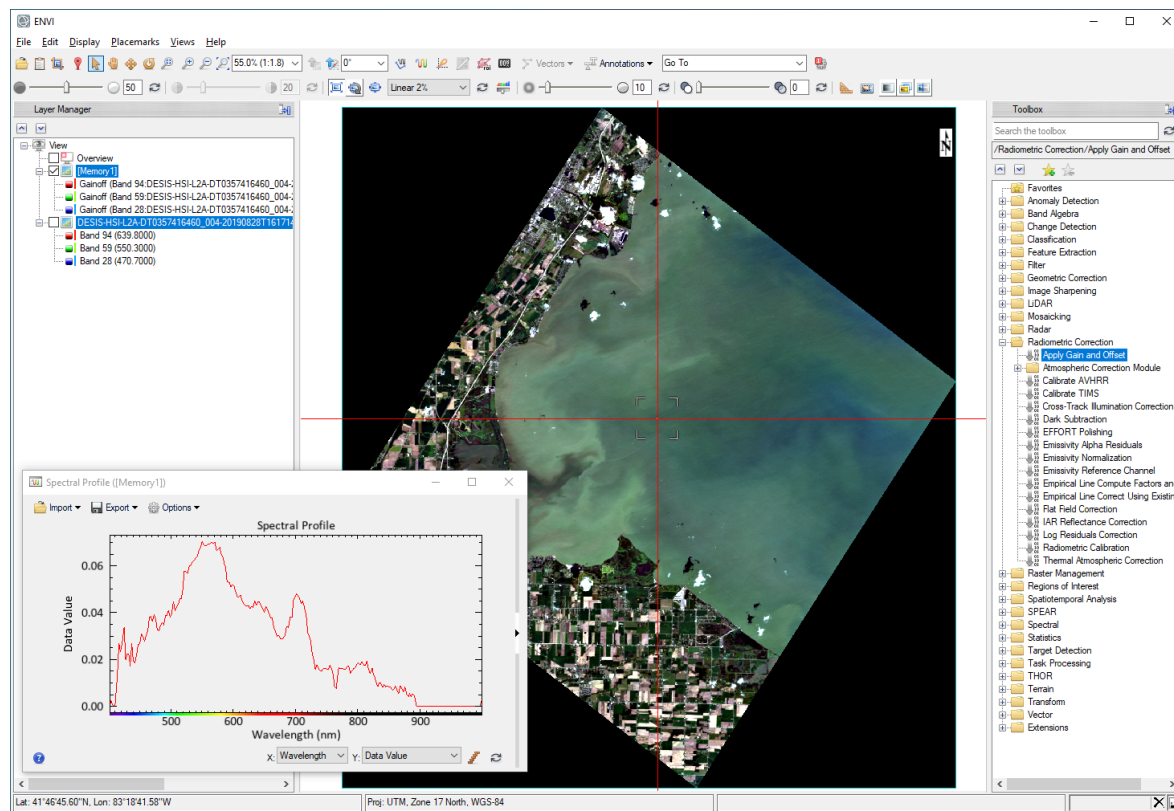 ENVI
File Edit Display Placemarks Views Help
55.0% (1:1.8) 0° Vectors Annotations Go To
50 20 Linear 2% 10 0
Layer Manager
View
Overview
[Memory1]
Gainoff (Band 94:DESIS-HSI-L2A-DT0357416460_004-2
Gainoff (Band 59:DESIS-HSI-L2A-DT0357416460_004-2
Gainoff (Band 28:DESIS-HSI-L2A-DT0357416460_004-2
DESIS-HSI-L2A-DT0357416460_004-20190828T161714
Band 94 (639.8000)
Band 59 (550.3000)
Band 28 (470.7000)
N
Toolbox
Search the toolbox
/Radiometric Correction/Apply Gain and Offset
Favorites
Anomaly Detection
Band Algebra
Change Detection
Classification
Feature Extraction
Filter
Geometric Correction
Image Sharpening
LiDAR
Mosaicking
Radar
Radiometric Correction
Apply Gain and Offset
Atmospheric Correction Module
Calibrate AVHRR
Calibrate TIMS
Cross-Track Illumination Correction
Dark Subtraction
EFFORT Polishing
Emissivity Alpha Residuals
Emissivity Normalization
Emissivity Reference Channel
Empirical Line Compute Factors an
Empirical Line Correct Using Existin
Flat Field Correction
IAR Reflectance Correction
Log Residuals Correction
Radiometric Calibration
Thermal Atmospheric Correction
Raster Management
Regions of Interest
Spatiotemporal Analysis
SPEAR
Spectral
Statistics
Target Detection
Task Processing
THOR
Terrain
Transform
Vector
Extensions
Spectral Profile ([Memory1])
Import Export Options
Spectral Profile
0.06
0.04
0.02
0.00
Data Value
500 600 700 800 900
Wavelength (nm)
X: Wavelength Y: Data Value
Lat: 41°46'45.60"N, Lon: 83°18'41.58"W
Proj: UTM, Zone 17 North, WGS-84